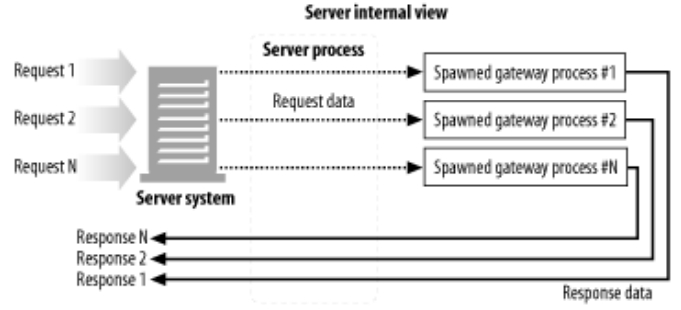 Server internal view
Server process
Request 1
Spawned gateway process #1
Request data
Request 2
Spawned gateway process #2
Request N
Spawned gateway process #N
Server system
Response N
Response 2
Response 1
Response data